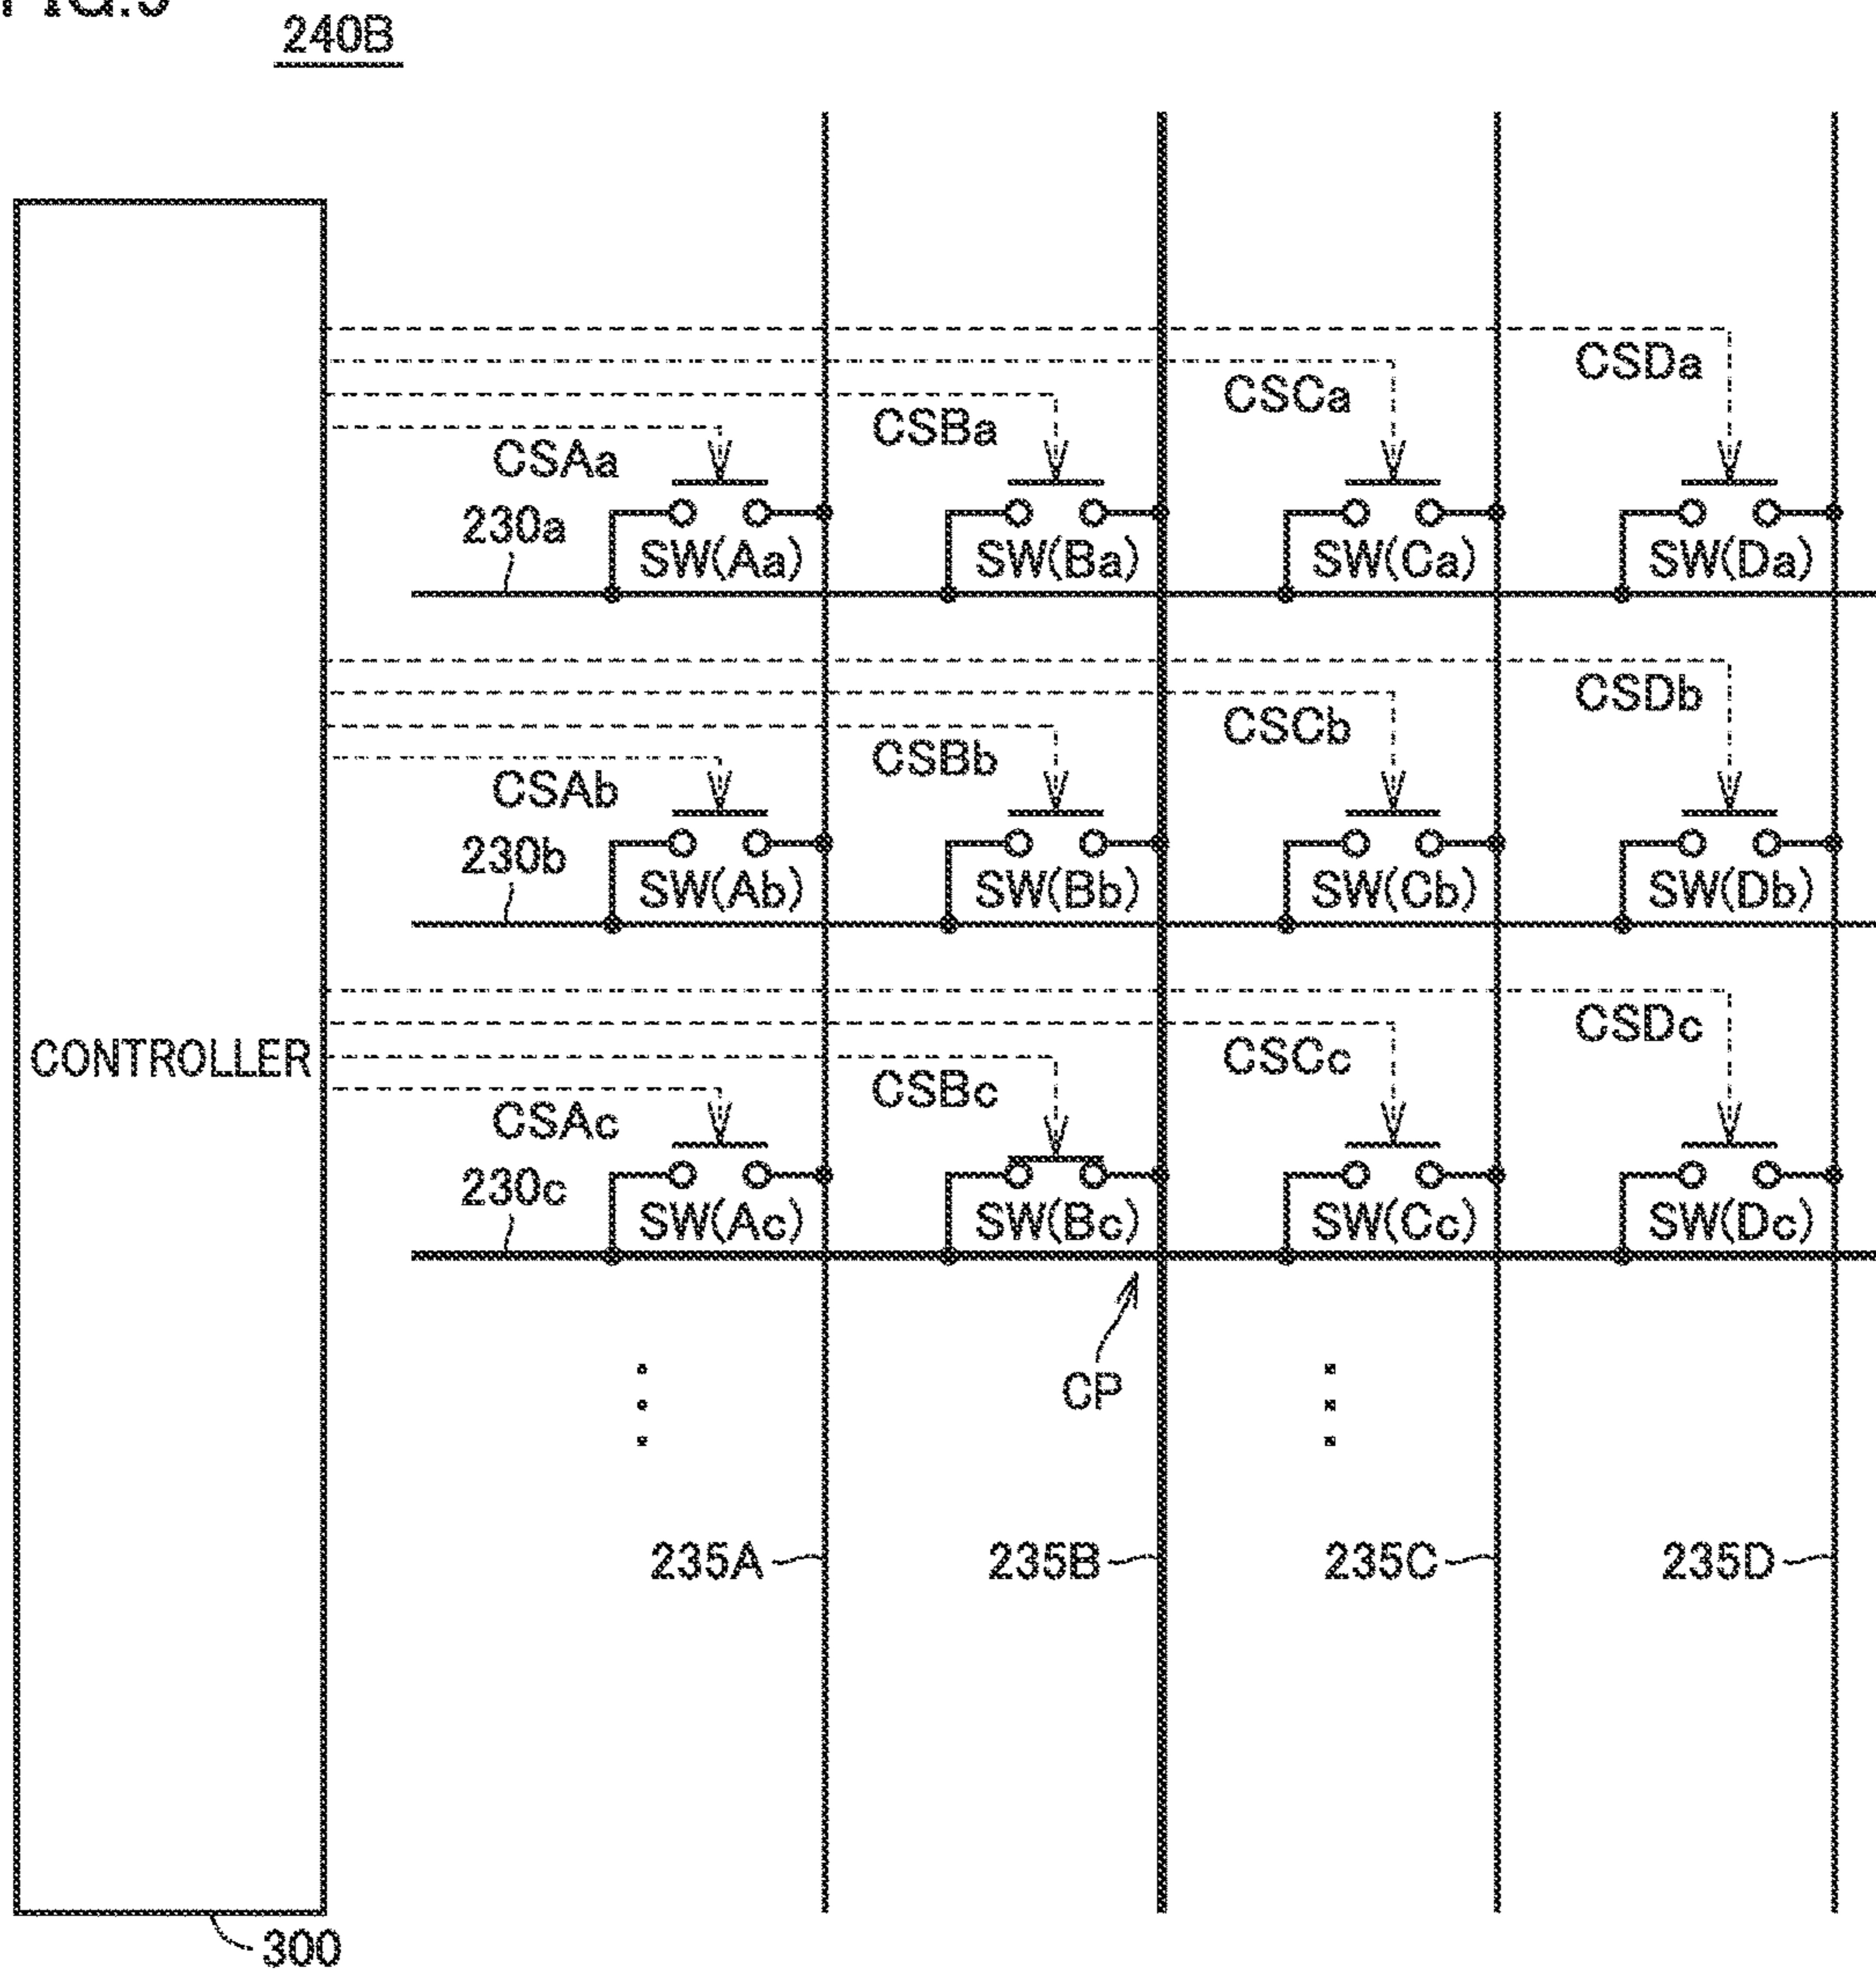 240B
CSDa
CSCa
CSBa
CSAa
230a
SW(Aa) SW(Ba) SW(Ca) SW(Da)
CSDb
CSCb
CSBb
CSAb
230b
SW(Ab) SW(Bb) SW(Cb) SW(Db)
CSDc
CONTROLLER
CSCc
CSBc
CSAc
230c
SW(Ac) SW(Bc) SW(Cc) SW(Dc)
CP
235A 235B 235C 235D
300